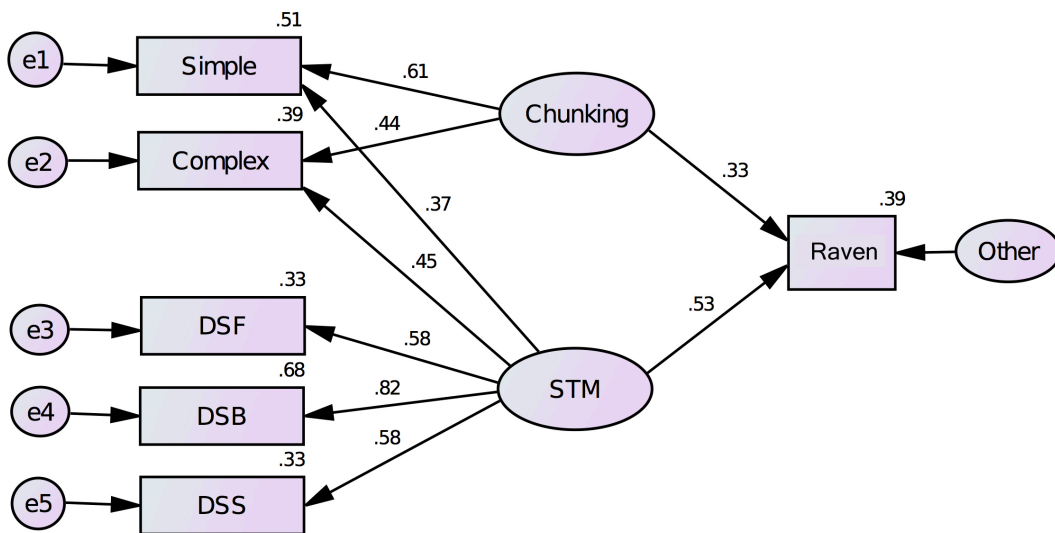 .51
e1
Simple
.61
Chunking
.39
.44
e2
Complex
.33
.37
.39
Raven
Other
.45
.33
.53
e3
DSF
.58
.68
STM
.82
e4
DSB
.58
.33
e5
DSS